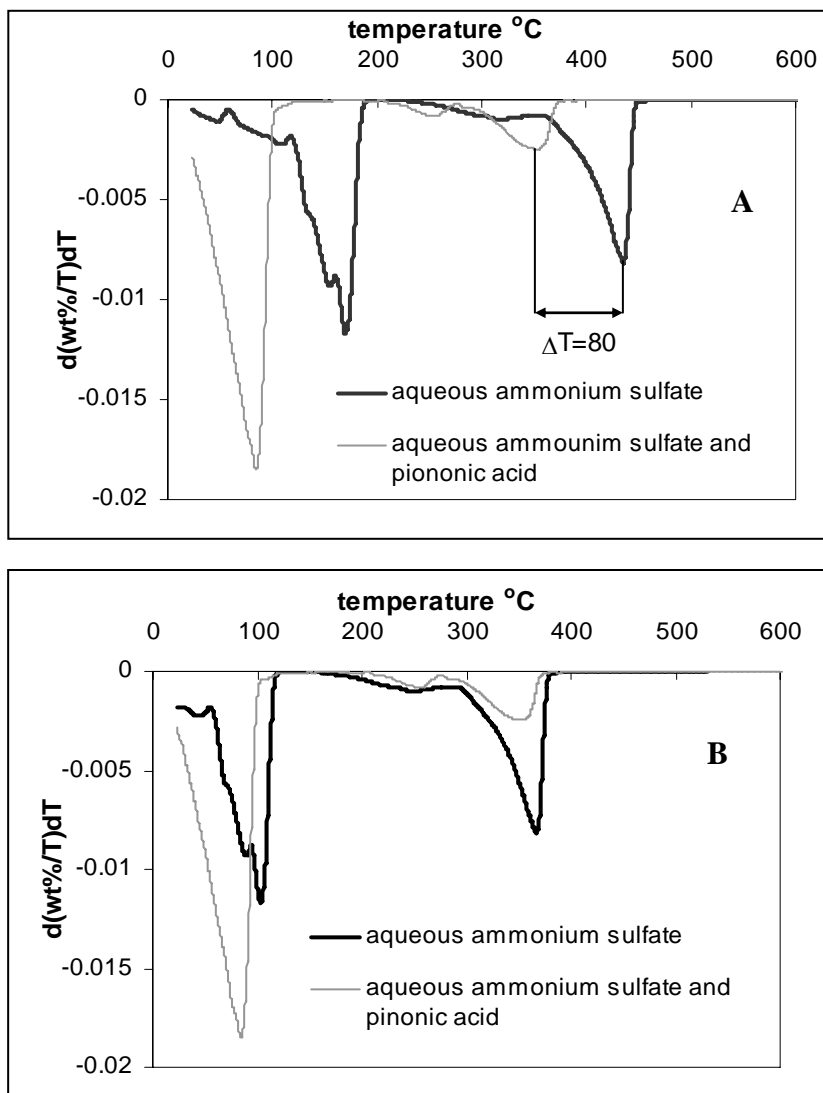 temperature °C
0 100 200 300 400 500 600
0
-0.005
-0.01
-0.015
-0.02
d(wt%/T)dT
A
ΔT=80
aqueous ammonium sulfate
aqueous ammounim sulfate and
piononic acid
temperature °C
0 100 200 300 400 500 600
0
-0.005
-0.01
-0.015
-0.02
d(wt%/T)dT
B
aqueous ammonium sulfate
aqueous ammonium sulfate and
pinonic acid